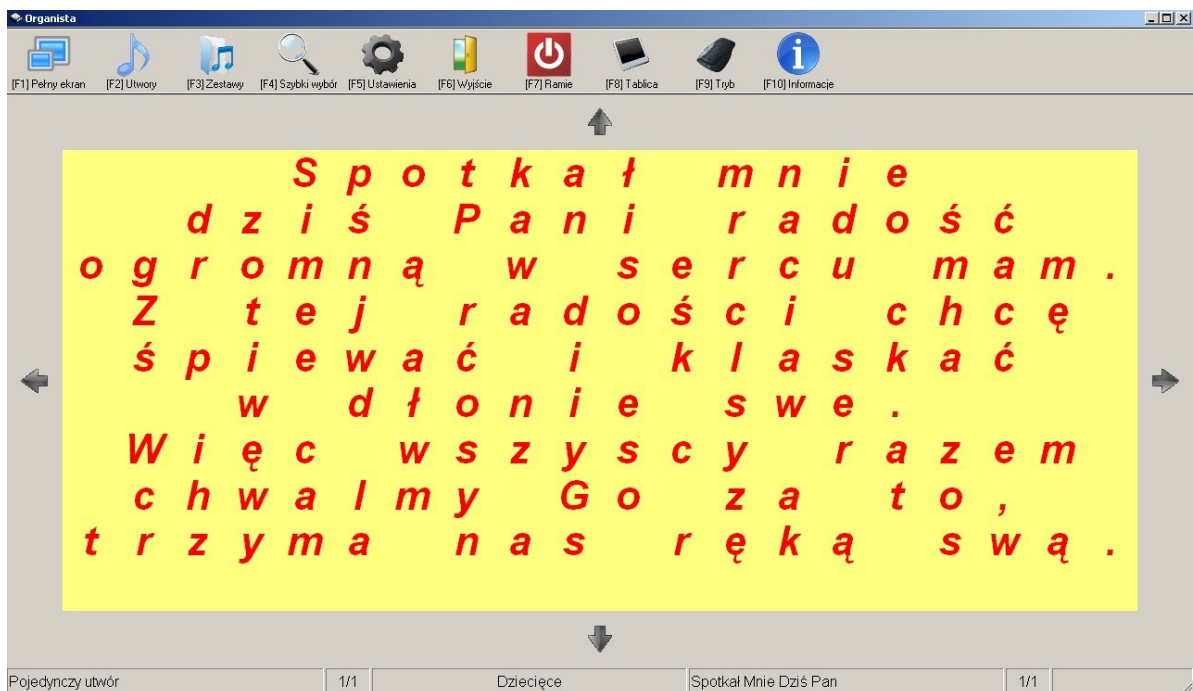 Organista
[F1] Pełny ekran [F2] Utwory [F3] Zestawy [F4] Szybki wybór [F5] Ustawienia [F6] Wyjście [F7] Ramie [F8] Tablica [F9] Tryb [F10] Informacje
Spotkał mnie
dziś Pan i radość
ogromną w sercu mam.
Z tej radości chcę
śpiewać i klaskać
w dłonie swe.
Więc wszyscy razem
chwalmy Go za to,
trzyma nas ręką swą.
Pojedynczy utwór 1/1 Dziecięce Spotkał Mnie Dziś Pan 1/1